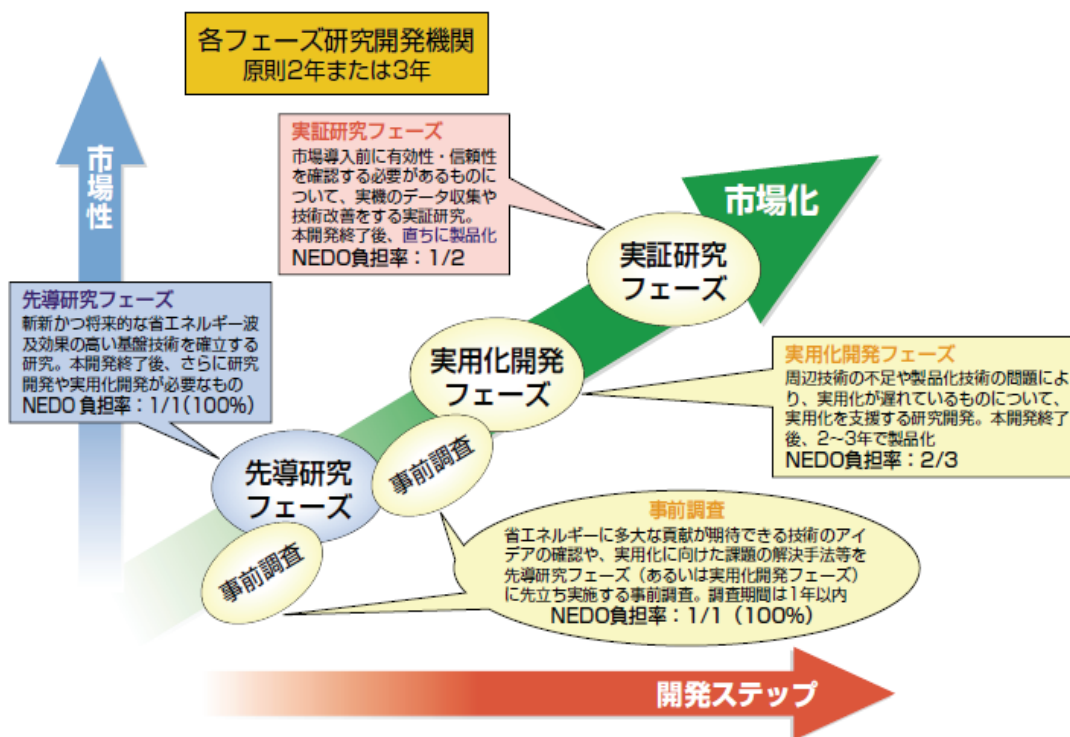 各フェーズ研究開発機関
原則2年または3年
市場性
実証研究フェーズ
市場導入前に有効性・信頼性
を確認する必要があるものに
ついて、実機のデータ収集や
技術改善をする実証研究。
本開発終了後、直ちに製品化
NEDO負担率：1/2
市場化
実証研究
フェーズ
先導研究フェーズ
斬新かつ将来的な省エネルギー波
及効果の高い基盤技術を確立する
研究。本開発終了後、さらに研究
開発や実用化開発が必要なもの
NEDO負担率：1/1(100%)
実用化開発
フェーズ
実用化開発フェーズ
周辺技術の不足や製品化技術の問題によ
り、実用化が遅れているものについて、
実用化を支援する研究開発。本開発終了
後、2〜3年で製品化
NEDO負担率：2/3
先導研究
フェーズ
事前調査
事前調査
事前調査
省エネルギーに多大な貢献が期待できる技術のアイ
デアの確認や、実用化に向けた課題の解決手法等を
先導研究フェーズ（あるいは実用化開発フェーズ）
に先立ち実施する事前調査。調査期間は1年以内
NEDO負担率：1/1（100%）
開発ステップ